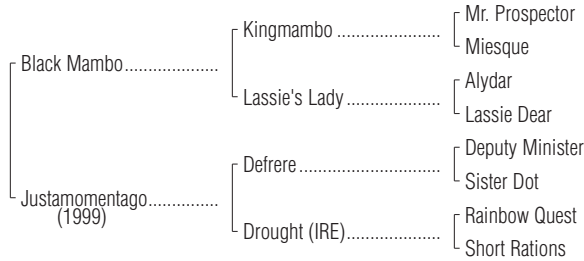 Mr. Prospector
Kingmambo ........................
Miesque
Black Mambo......................
Alydar
Lassie's Lady ......................
Lassie Dear
Deputy Minister
Defrere .................................
Sister Dot
Justamomentago................
(1999)
Rainbow Quest
Drought (IRE)......................
Short Rations